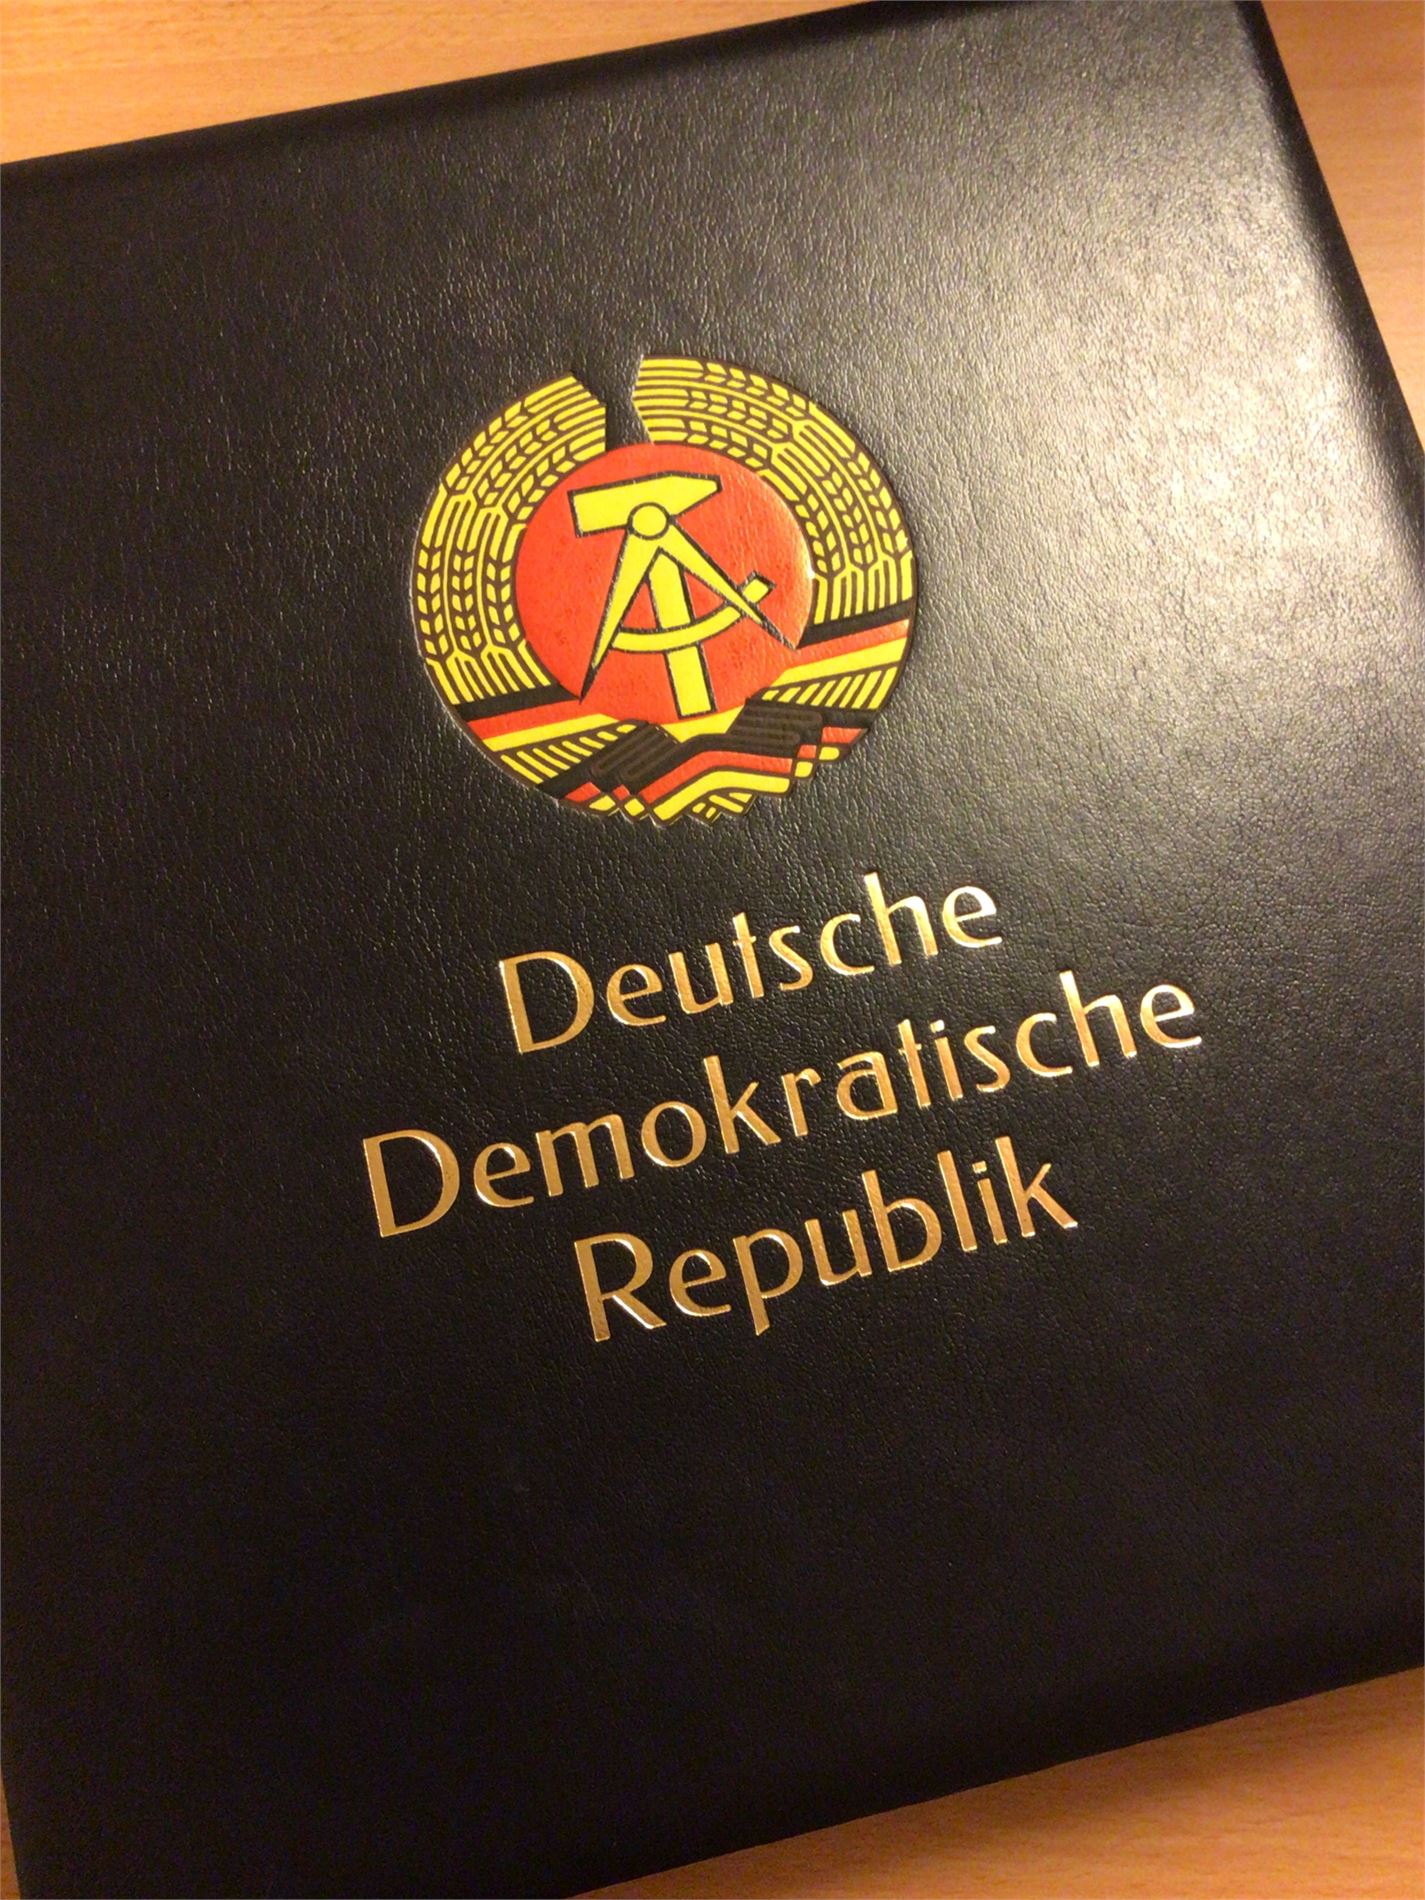 Deutsche
Demokratische
Republik